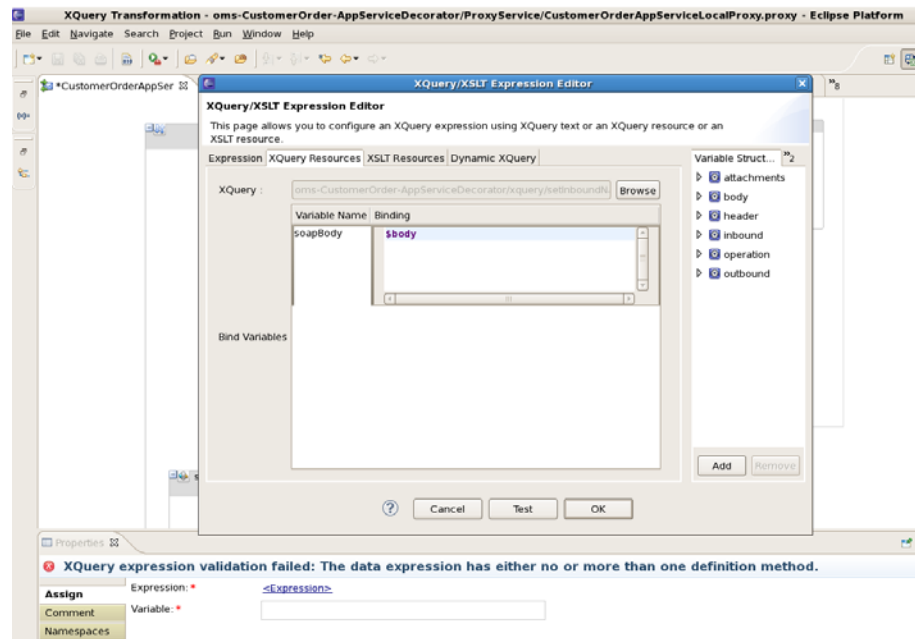 XQuery Transformation - oms-CustomerOrder-AppServiceDecorator/ProxyService/CustomerOrderAppServiceLocalProxy.proxy - Eclipse Platform
File Edit Navigate Search Project Run Window Help
*CustomerOrderAppSer
XQuery/XSLT Expression Editor
"8
XQuery/XSLT Expression Editor
This page allows you to configure an XQuery expression using XQuery text or an XQuery resource or an
XSLT resource.
Expression XQuery Resources XSLT Resources Dynamic XQuery
Variable Struct... "2
XQuery : oms-CustomerOrder-AppServiceDecorator/xquery/setInboundN Browse
Variable Name Binding
soapBody $body
attachments
body
header
inbound
operation
outbound
Bind Variables
Add Remove
s
? Cancel Test OK
Properties
XQuery expression validation failed: The data expression has either no or more than one definition method.
Assign Expression: * <Expression>
Comment Variable: *
Namespaces